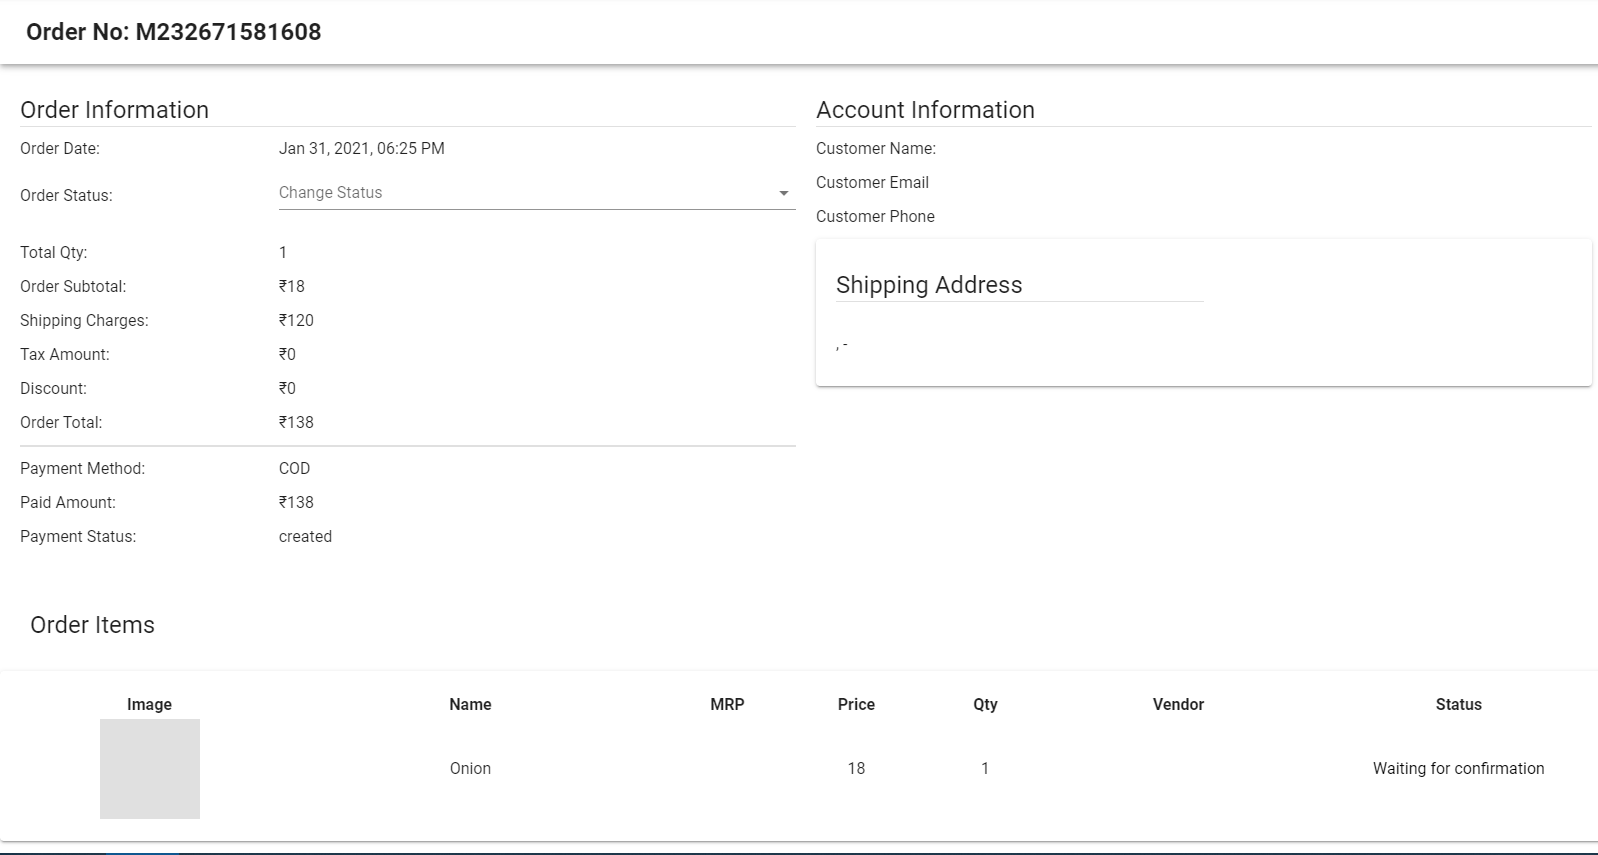 Order No: M232671581608
Order Information
Order Date: Jan 31, 2021, 06:25 PM
Order Status: Change Status
Total Qty: 1
Order Subtotal: ₹18
Shipping Charges: ₹120
Tax Amount: ₹0
Discount: ₹0
Order Total: ₹138
Payment Method: COD
Paid Amount: ₹138
Payment Status: created
Account Information
Customer Name:
Customer Email
Customer Phone
Shipping Address
, -
Order Items
Image Name MRP Price Qty Vendor Status
Onion 18 1 Waiting for confirmation